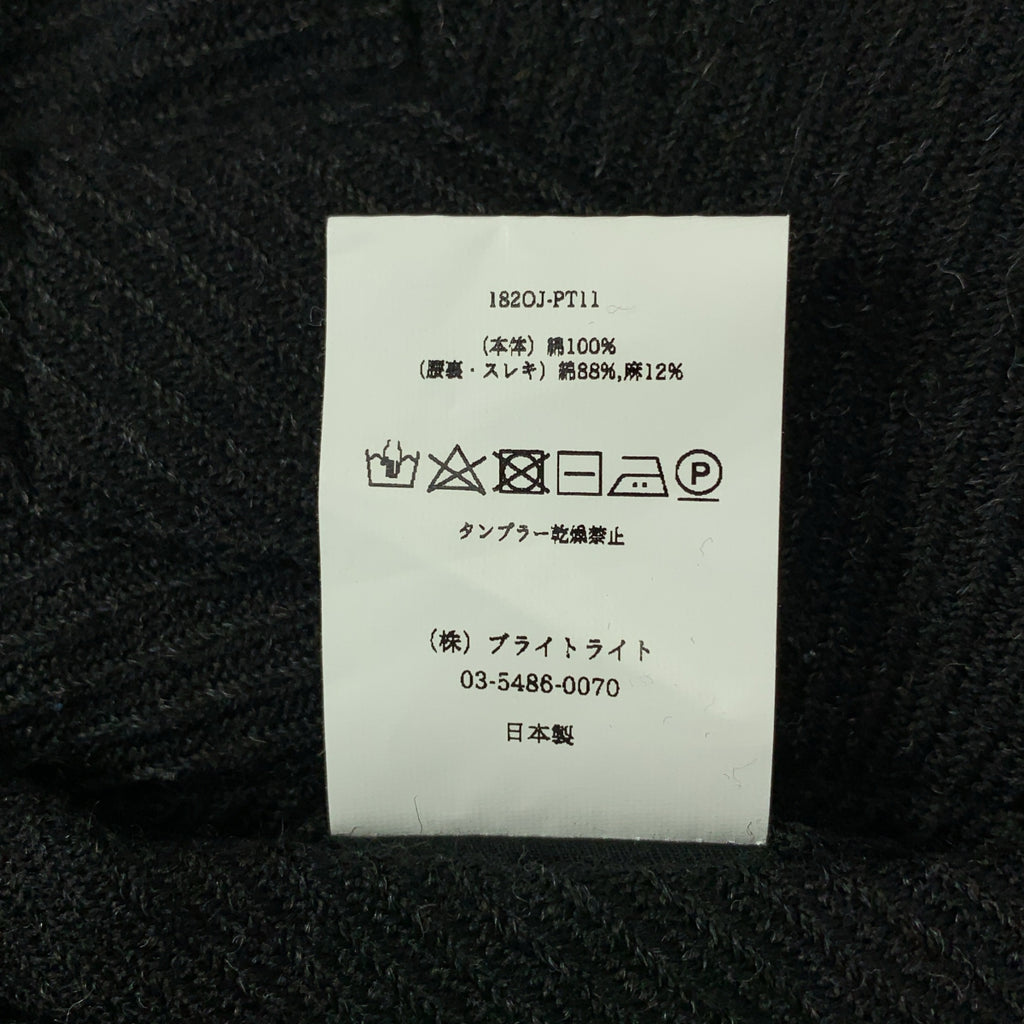 182OJ-PT11
(本体) 綿100%
(腰裏・スレキ) 綿88%,麻12%
P
タンブラー乾燥禁止
(株) ブライトライト
03-5486-0070
日本製